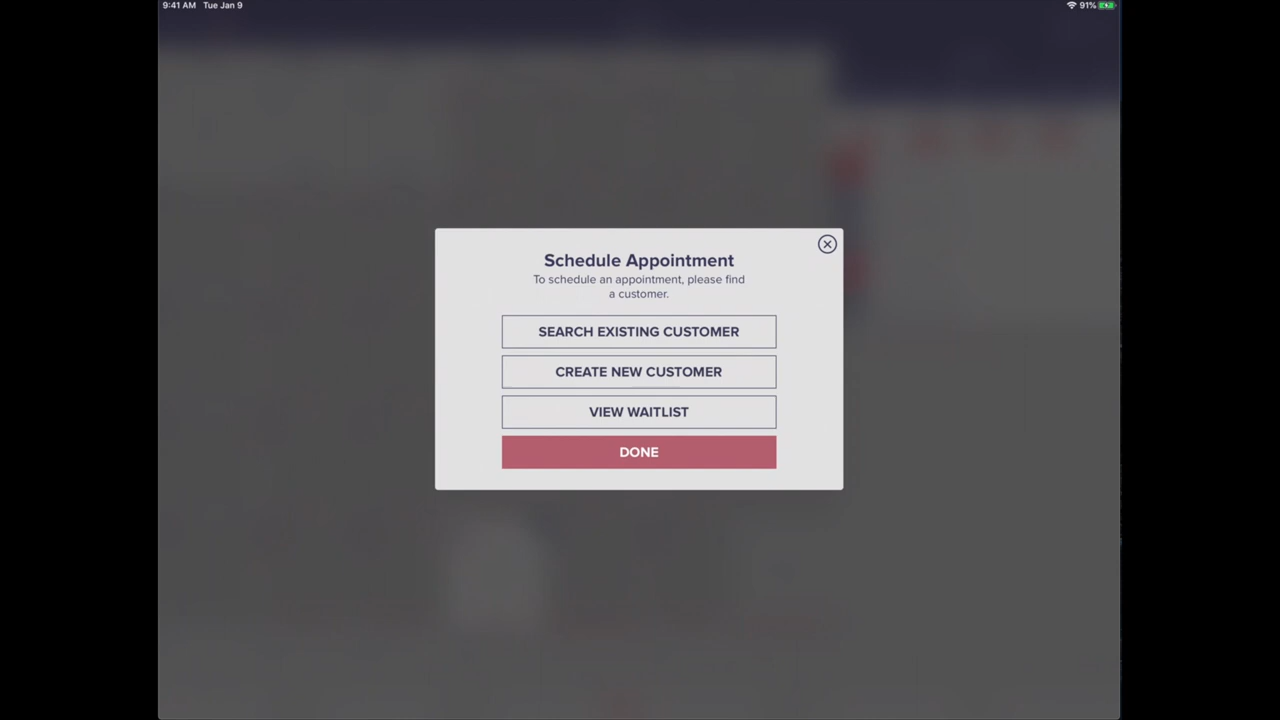 9:41 AM Tue Jan 9
91%
Schedule Appointment
To schedule an appointment, please find
a customer.
SEARCH EXISTING CUSTOMER
CREATE NEW CUSTOMER
VIEW WAITLIST
DONE